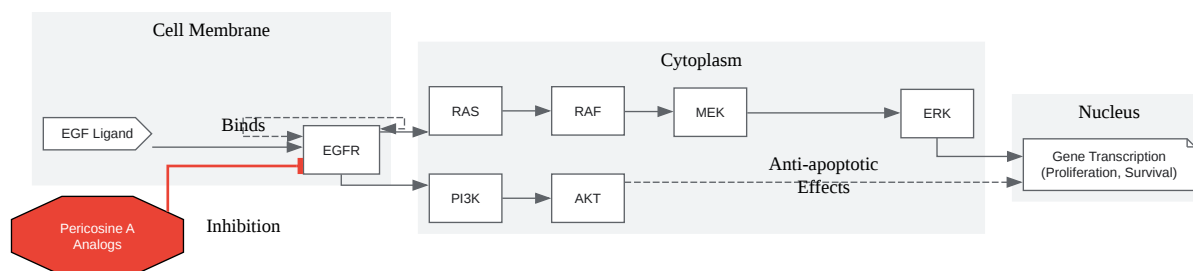 Cell Membrane
EGF Ligand
Binds
EGFR
Pericosine A
Analogs
Inhibition
Cytoplasm
RAS
RAF
MEK
ERK
PI3K
AKT
Anti-apoptotic
Effects
Nucleus
Gene Transcription
(Proliferation, Survival)